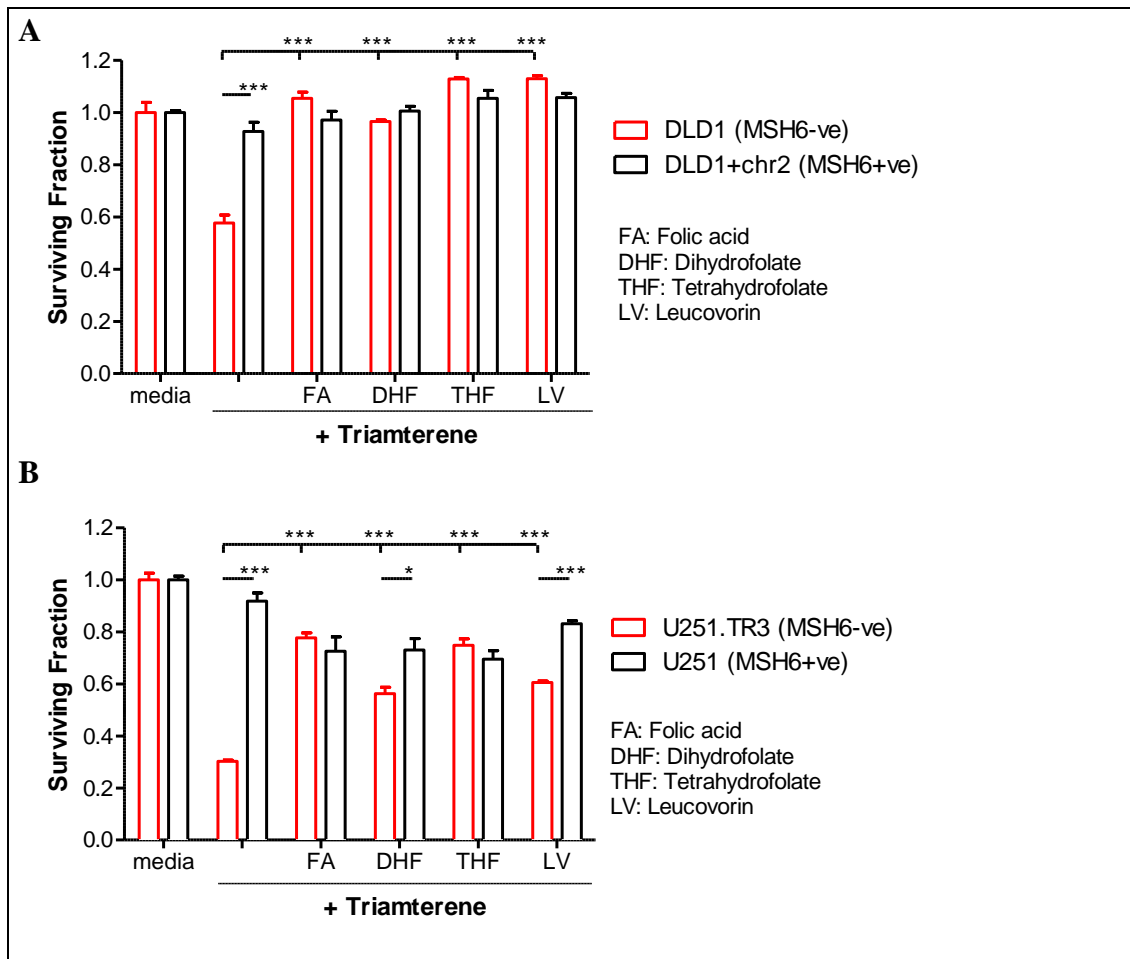 A
*** *** *** ***
1.2
***
1.0
0.8
0.6
0.4
0.2
0.0
Surviving Fraction
media FA DHF THF LV
+ Triamterene
DLD1 (MSH6-ve)
DLD1+chr2 (MSH6+ve)
FA: Folic acid
DHF: Dihydrofolate
THF: Tetrahydrofolate
LV: Leucovorin
B
*** *** *** ***
1.2
*** * ***
1.0
0.8
0.6
0.4
0.2
0.0
Surviving Fraction
media FA DHF THF LV
+ Triamterene
U251.TR3 (MSH6-ve)
U251 (MSH6+ve)
FA: Folic acid
DHF: Dihydrofolate
THF: Tetrahydrofolate
LV: Leucovorin